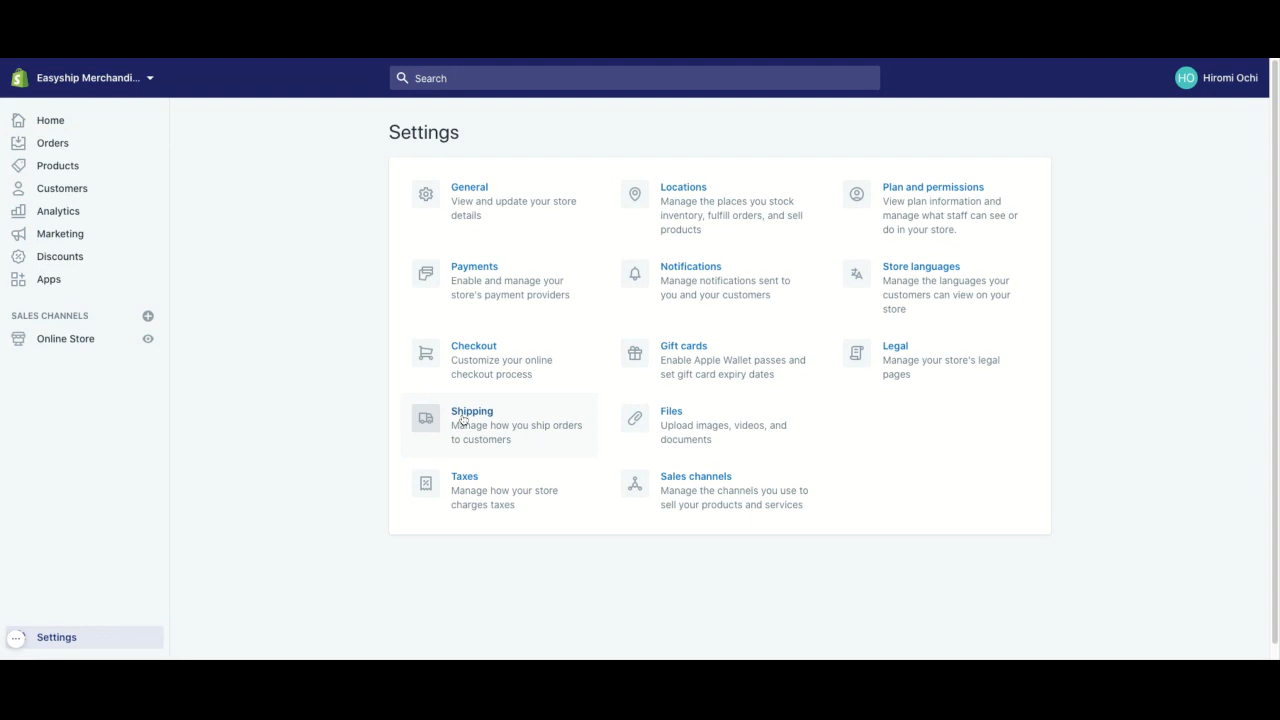 Easyship Merchandi...
Search
HO Hiromi Ochi
Home
Orders
Products
Customers
Analytics
Marketing
Discounts
Apps
SALES CHANNELS
Online Store
Settings
Settings
General
View and update your store
details
Locations
Manage the places you stock
inventory, fulfill orders, and sell
products
Plan and permissions
View plan information and
manage what staff can see or
do in your store.
Payments
Enable and manage your
store's payment providers
Notifications
Manage notifications sent to
you and your customers
Store languages
Manage the languages your
customers can view on your
store
Checkout
Customize your online
checkout process
Gift cards
Enable Apple Wallet passes and
set gift card expiry dates
Legal
Manage your store's legal
pages
Shipping
Manage how you ship orders
to customers
Files
Upload images, videos, and
documents
Taxes
Manage how your store
charges taxes
Sales channels
Manage the channels you use to
sell your products and services